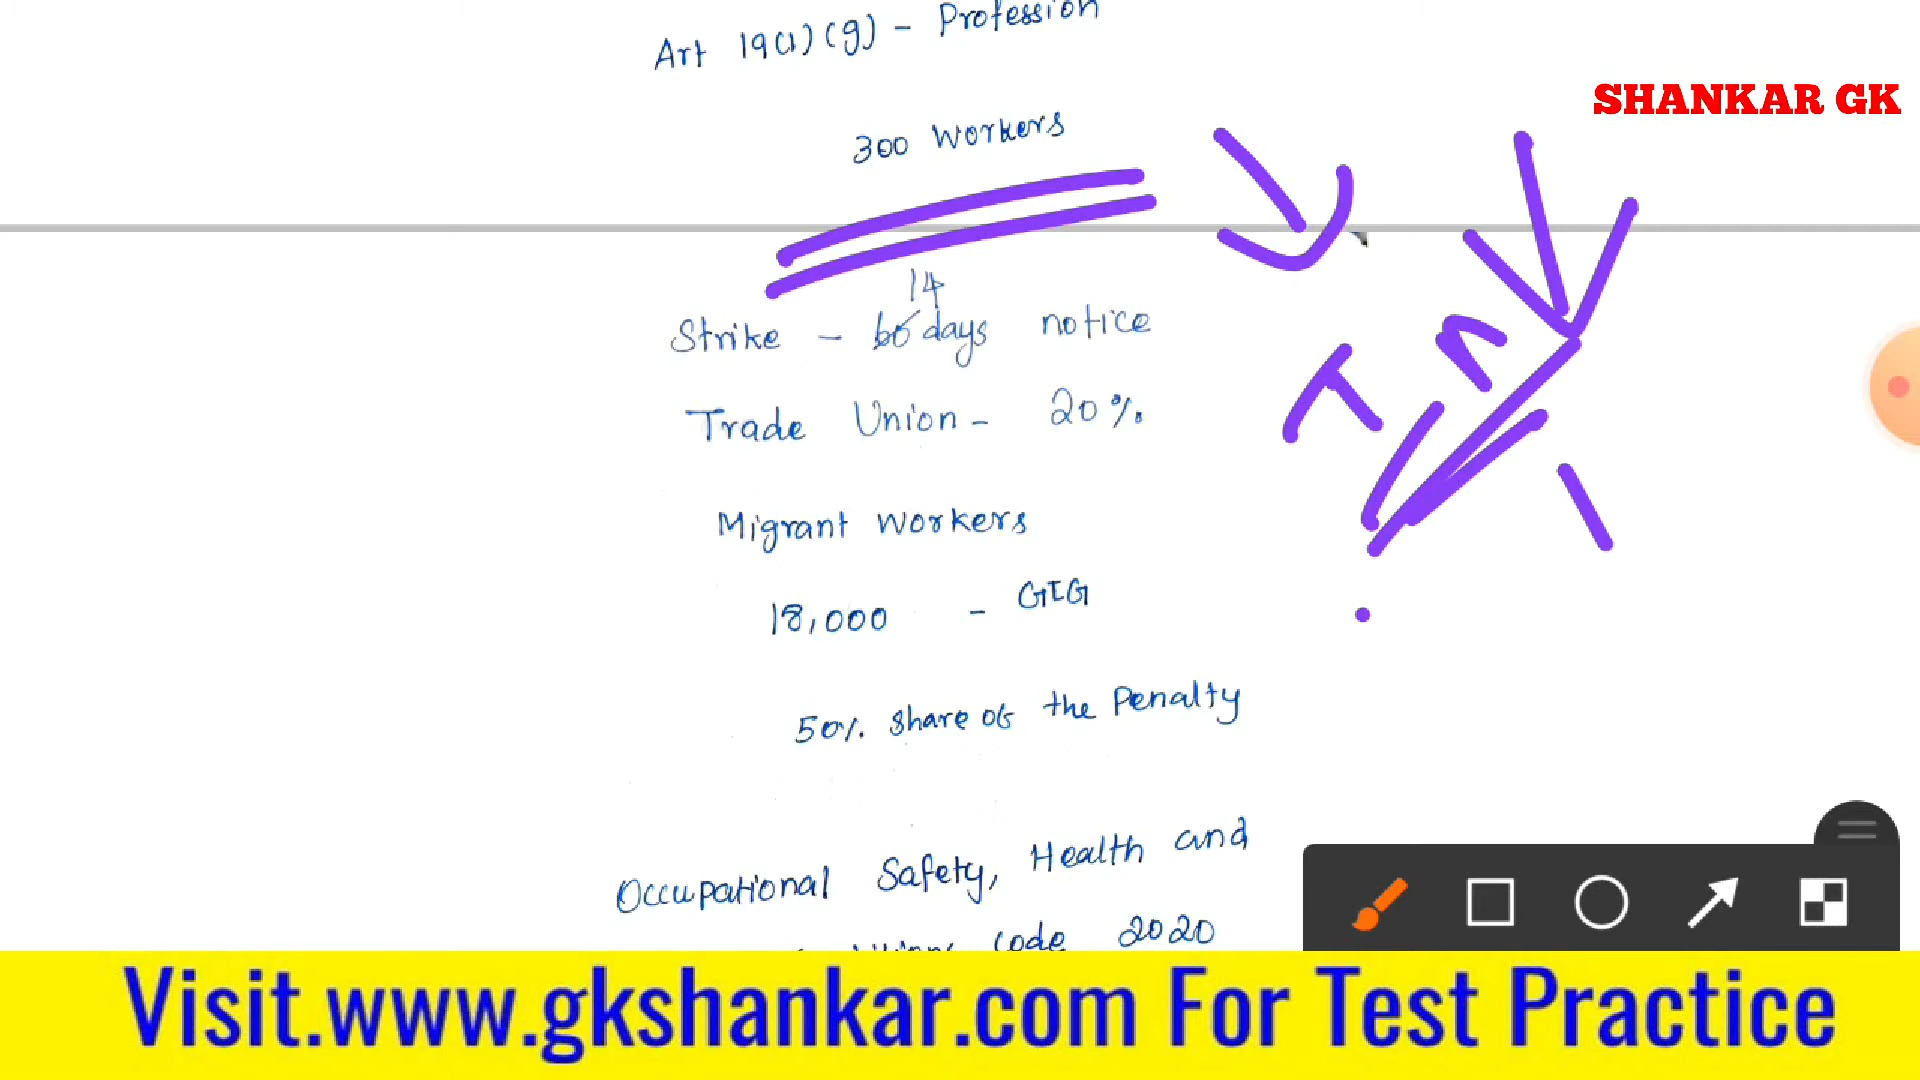 Art 19(1)(g) - Profession
SHANKAR GK
300 Workers
14
Strike - 60 days notice
Trade Union - 20%
Migrant workers
18,000 - GIG
50% share of the Penalty
Occupational Safety, Health and
code 2020
Visit.www.gkshankar.com For Test Practice